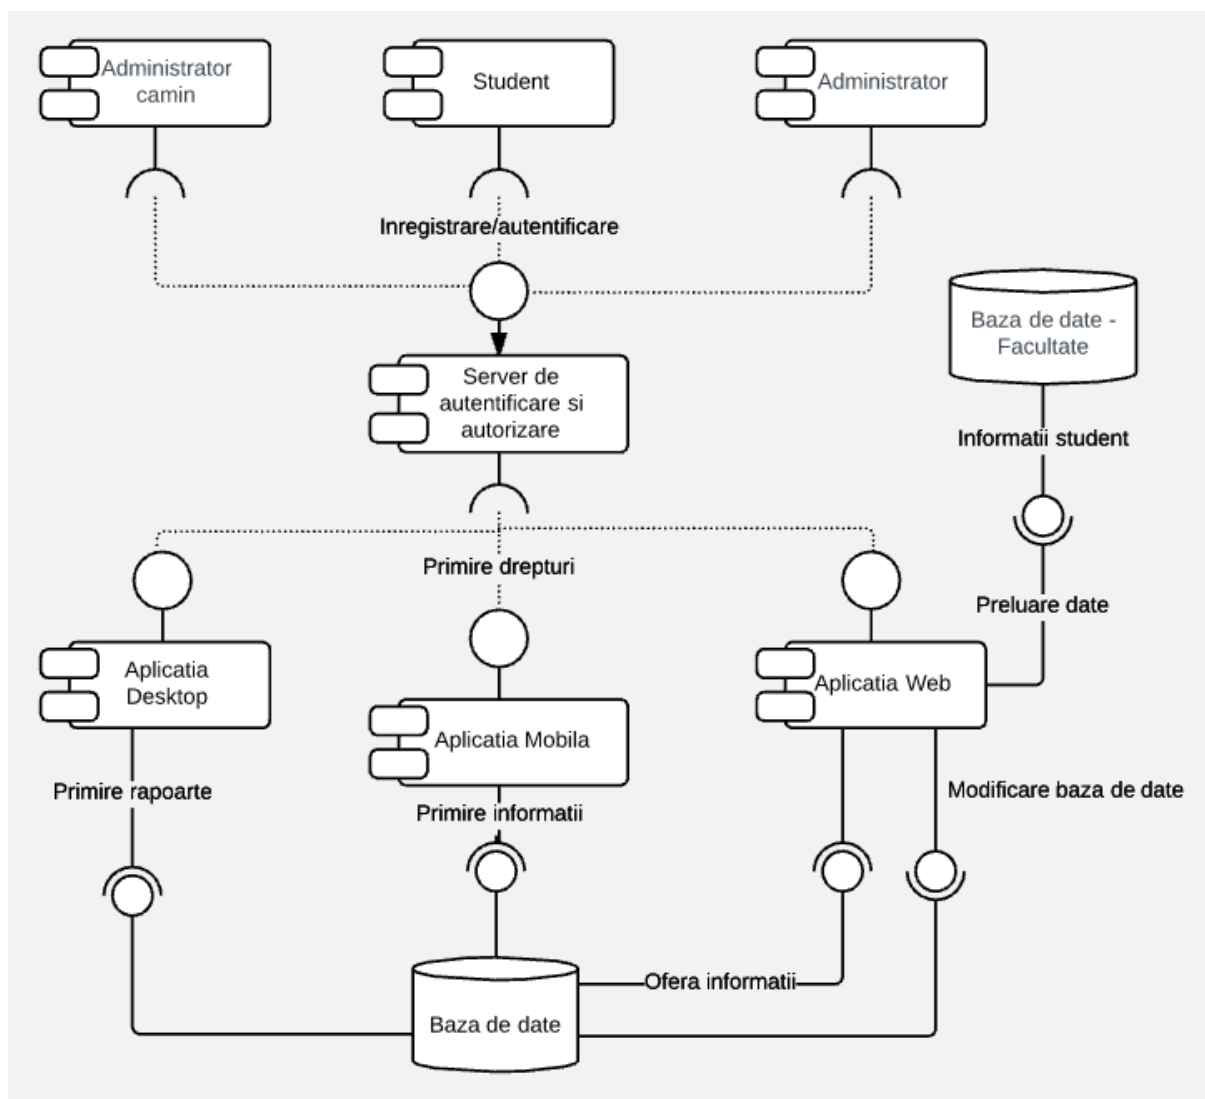 Administrator
camin
Student
Administrator
Inregistrare/autentificare
Baza de date -
Facultate
Server de
autentificare si
autorizare
Informatii student
Primire drepturi
Preluare date
Aplicatia
Desktop
Aplicatia Mobila
Aplicatia Web
Primire rapoarte
Primire informatii
Modificare baza de date
Ofera informatii
Baza de date